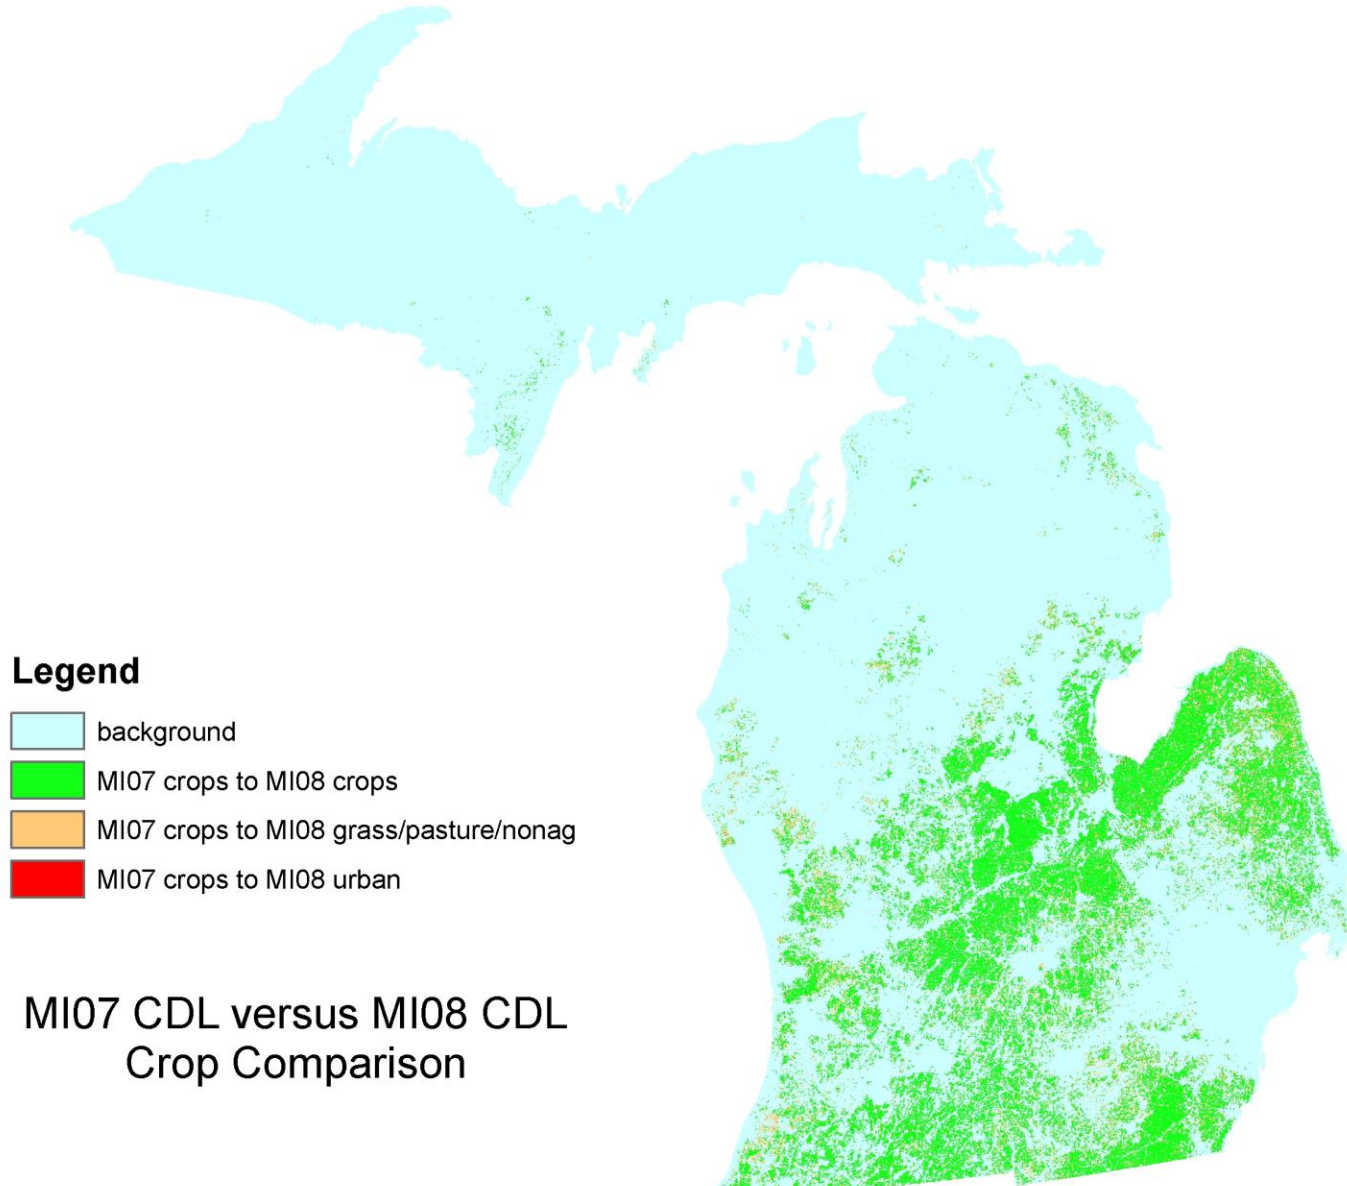 Legend
background
MI07 crops to MI08 crops
MI07 crops to MI08 grass/pasture/nonag
MI07 crops to MI08 urban
MI07 CDL versus MI08 CDL
Crop Comparison